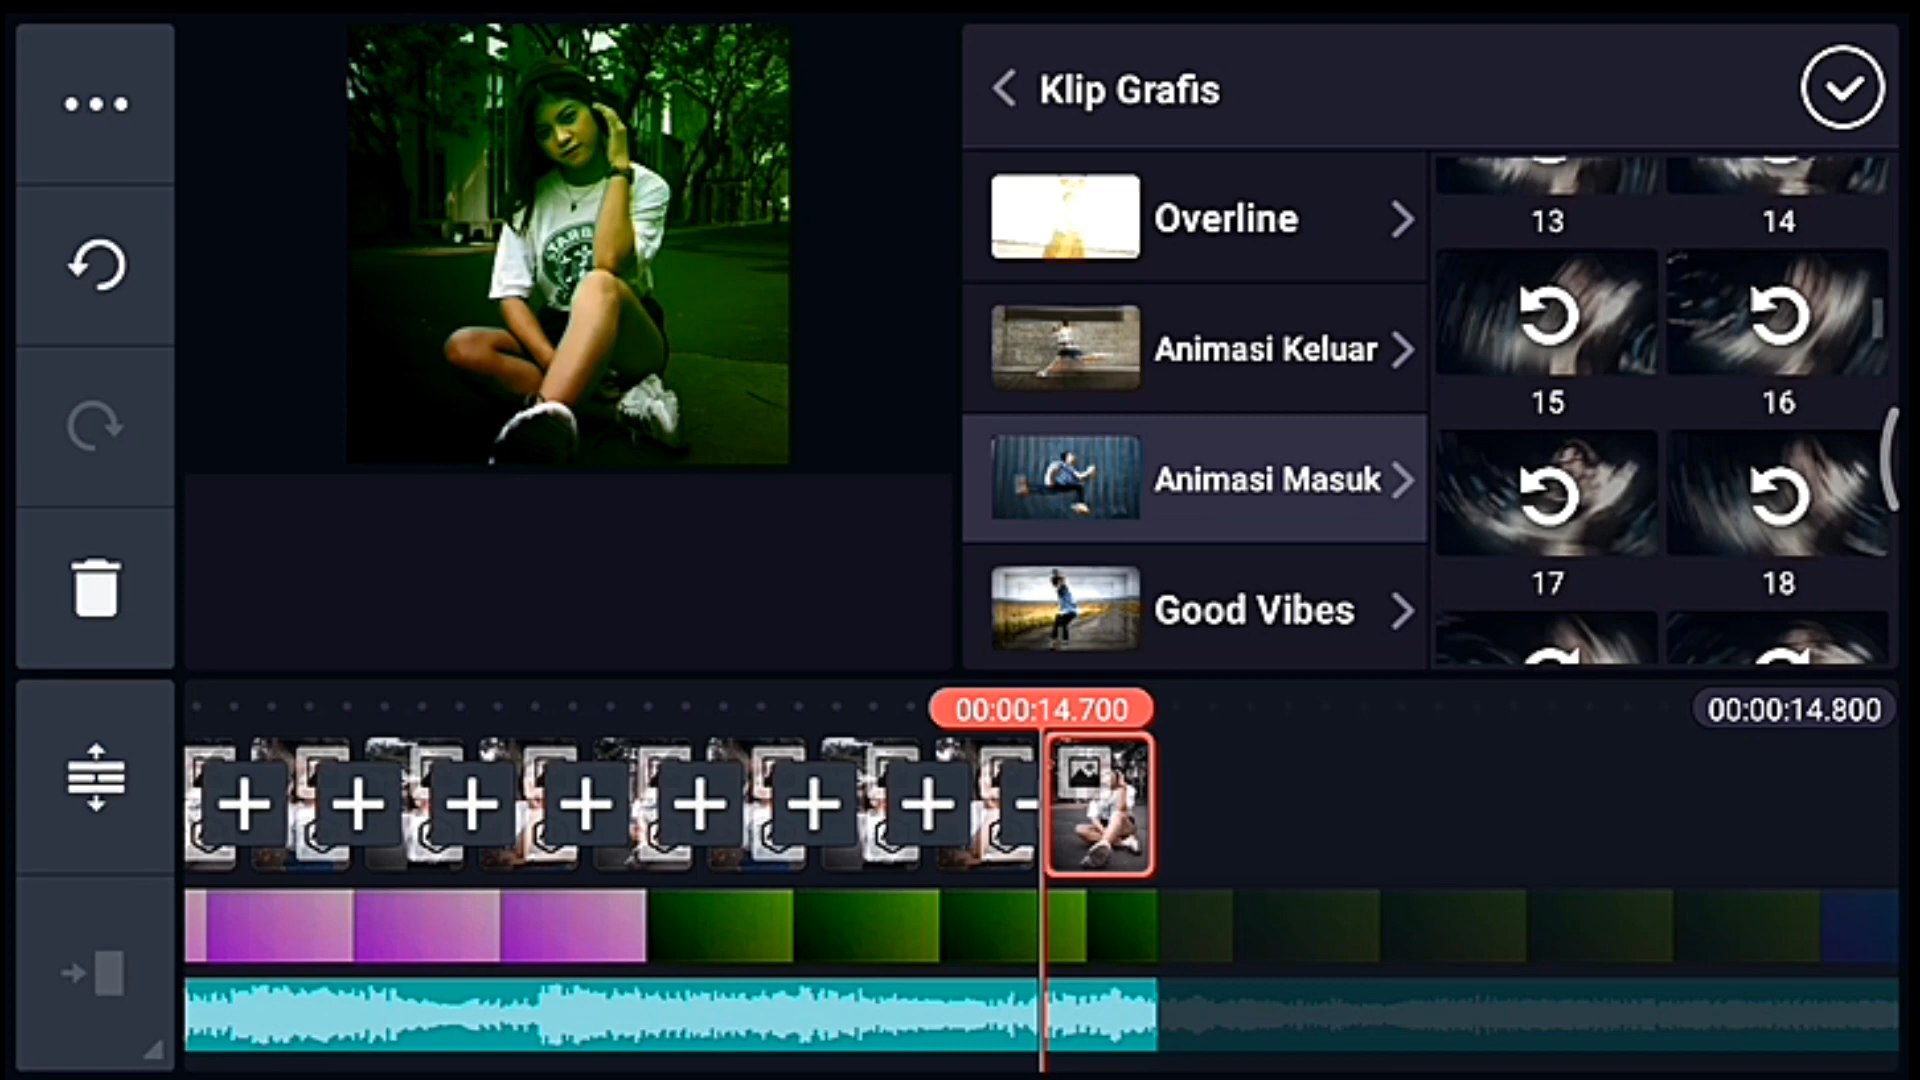 Klip Grafis
Overline
Animasi Keluar
Animasi Masuk
Good Vibes
13
14
15
16
17
18
00:00:14.700
00:00:14.800